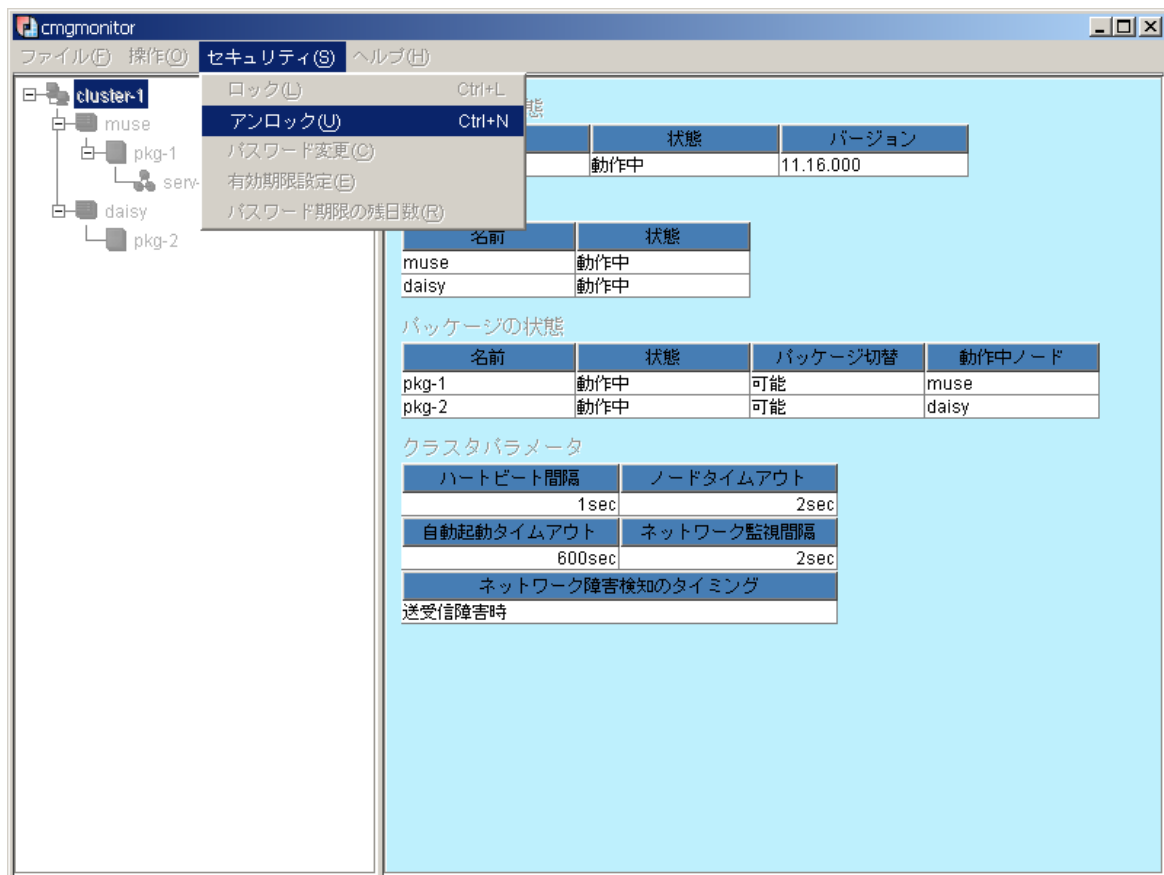 cmgmonitor
ファイル(F) 操作(O) セキュリティ(S) ヘルプ(H)
ロック(L) Ctrl+L
アンロック(U) Ctrl+N
パスワード変更(C)
有効期限設定(E)
パスワード期限の残日数(R)
cluster-1
muse
pkg-1
serv-
daisy
pkg-2
態
状態 バージョン
動作中 11.16.000
名前 状態
muse 動作中
daisy 動作中
パッケージの状態
名前 状態 パッケージ切替 動作中ノード
pkg-1 動作中 可能 muse
pkg-2 動作中 可能 daisy
クラスタパラメータ
ハートビート間隔 ノードタイムアウト
1sec 2sec
自動起動タイムアウト ネットワーク監視間隔
600sec 2sec
ネットワーク障害検知のタイミング
送受信障害時